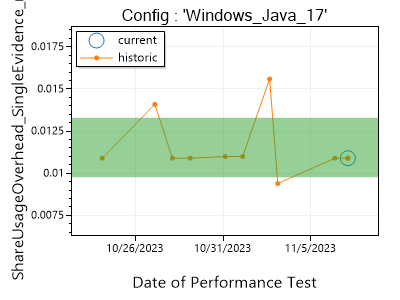 Config : 'Windows_Java_17'
current
historic
ShareUsageOverhead_SingleEvidence_
0.0175
0.015
0.0125
0.01
0.0075
10/26/2023
10/31/2023
11/5/2023
Date of Performance Test